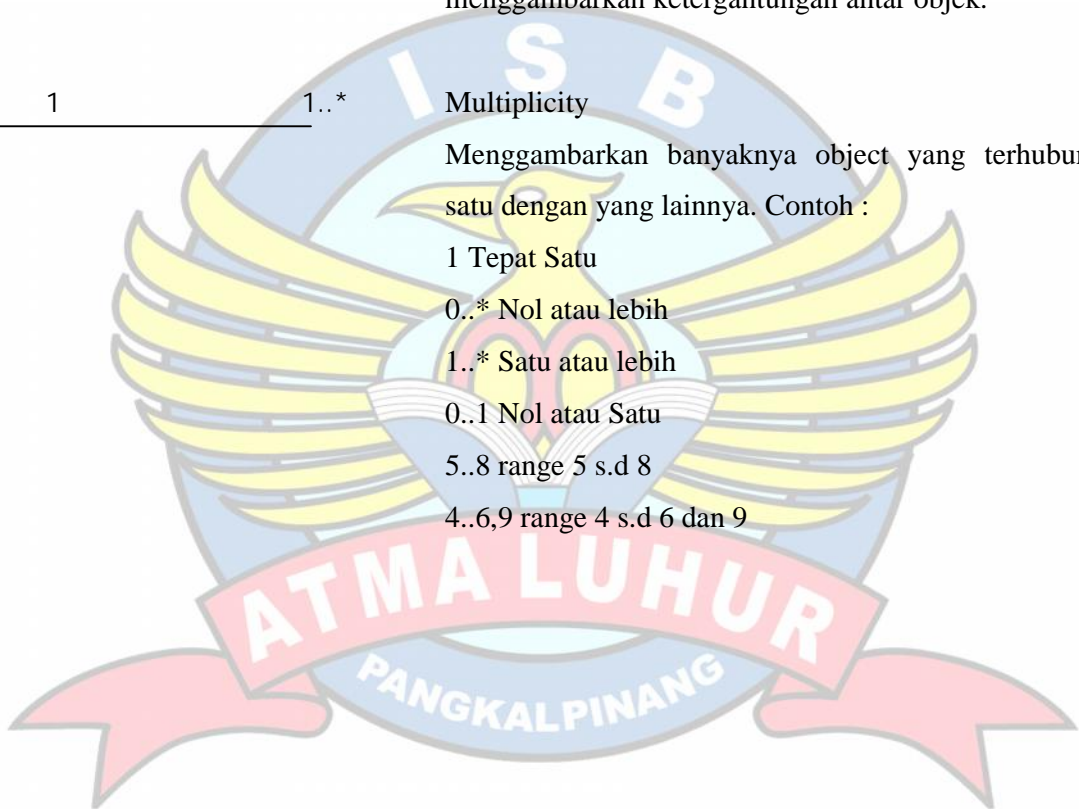 menggambarkan ketergantungan antar objek.
1 1..* Multiplicity
Menggambarkan banyaknya object yang
satu dengan yang lainnya. Contoh :
1 Tepat Satu
0..* Nol atau lebih
1..* Satu atau lebih
0..1 Nol atau Satu
5..8 range 5 s.d 8
4..6,9 range 4 s.d 6 dan 9
I S B
ATMA LUHUR
PANGKALPINANG